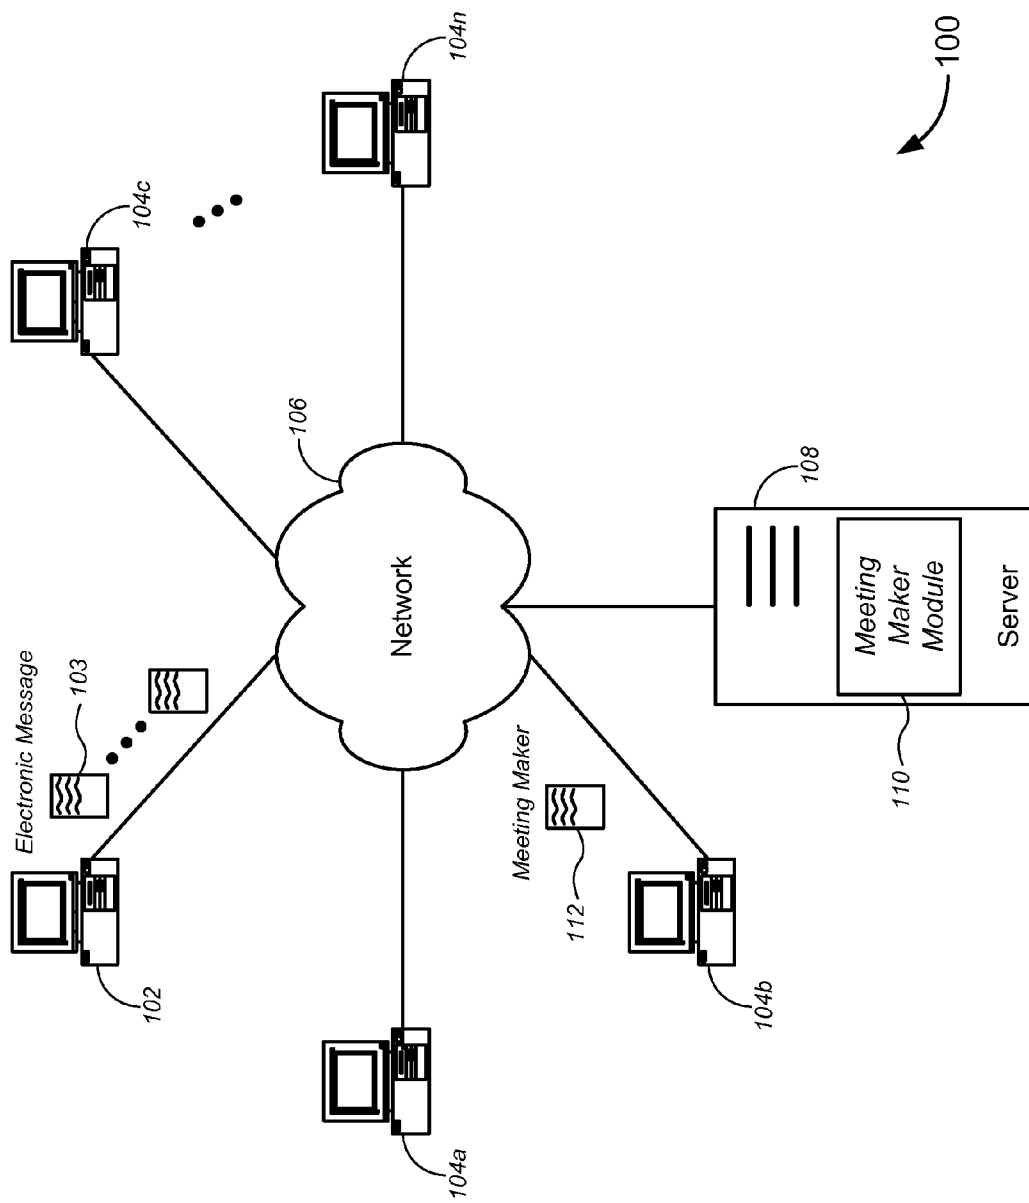 Electronic Message
103
102
104a
104b
Meeting Maker
112
Network
106
104c
104n
100
108
Meeting
Maker
Module
110
Server